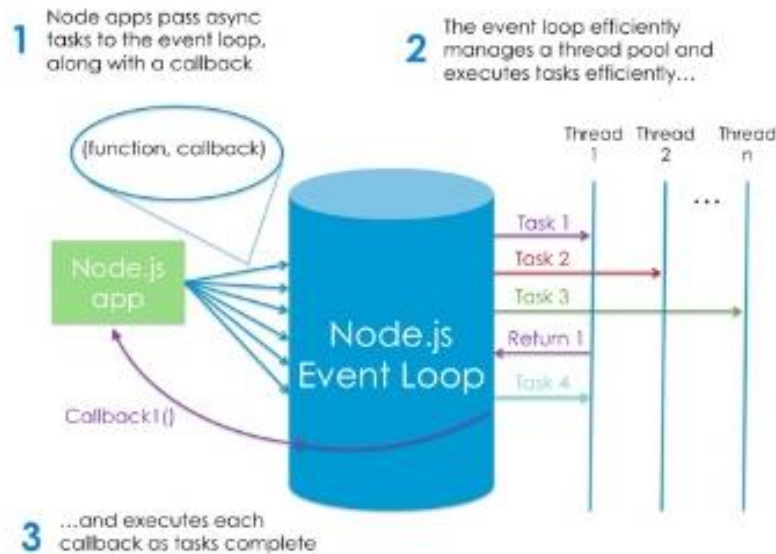 1
Node apps pass async
tasks to the event loop,
along with a callback
2
The event loop efficiently
manages a thread pool and
executes tasks efficiently…
(function, callback)
Thread
1
Thread
2
...
Thread
n
Node.js
app
Node.js
Event Loop
Task 1
Task 2
Task 3
Return 1
Task 4
Callback1()
3
…and executes each
callback as tasks complete